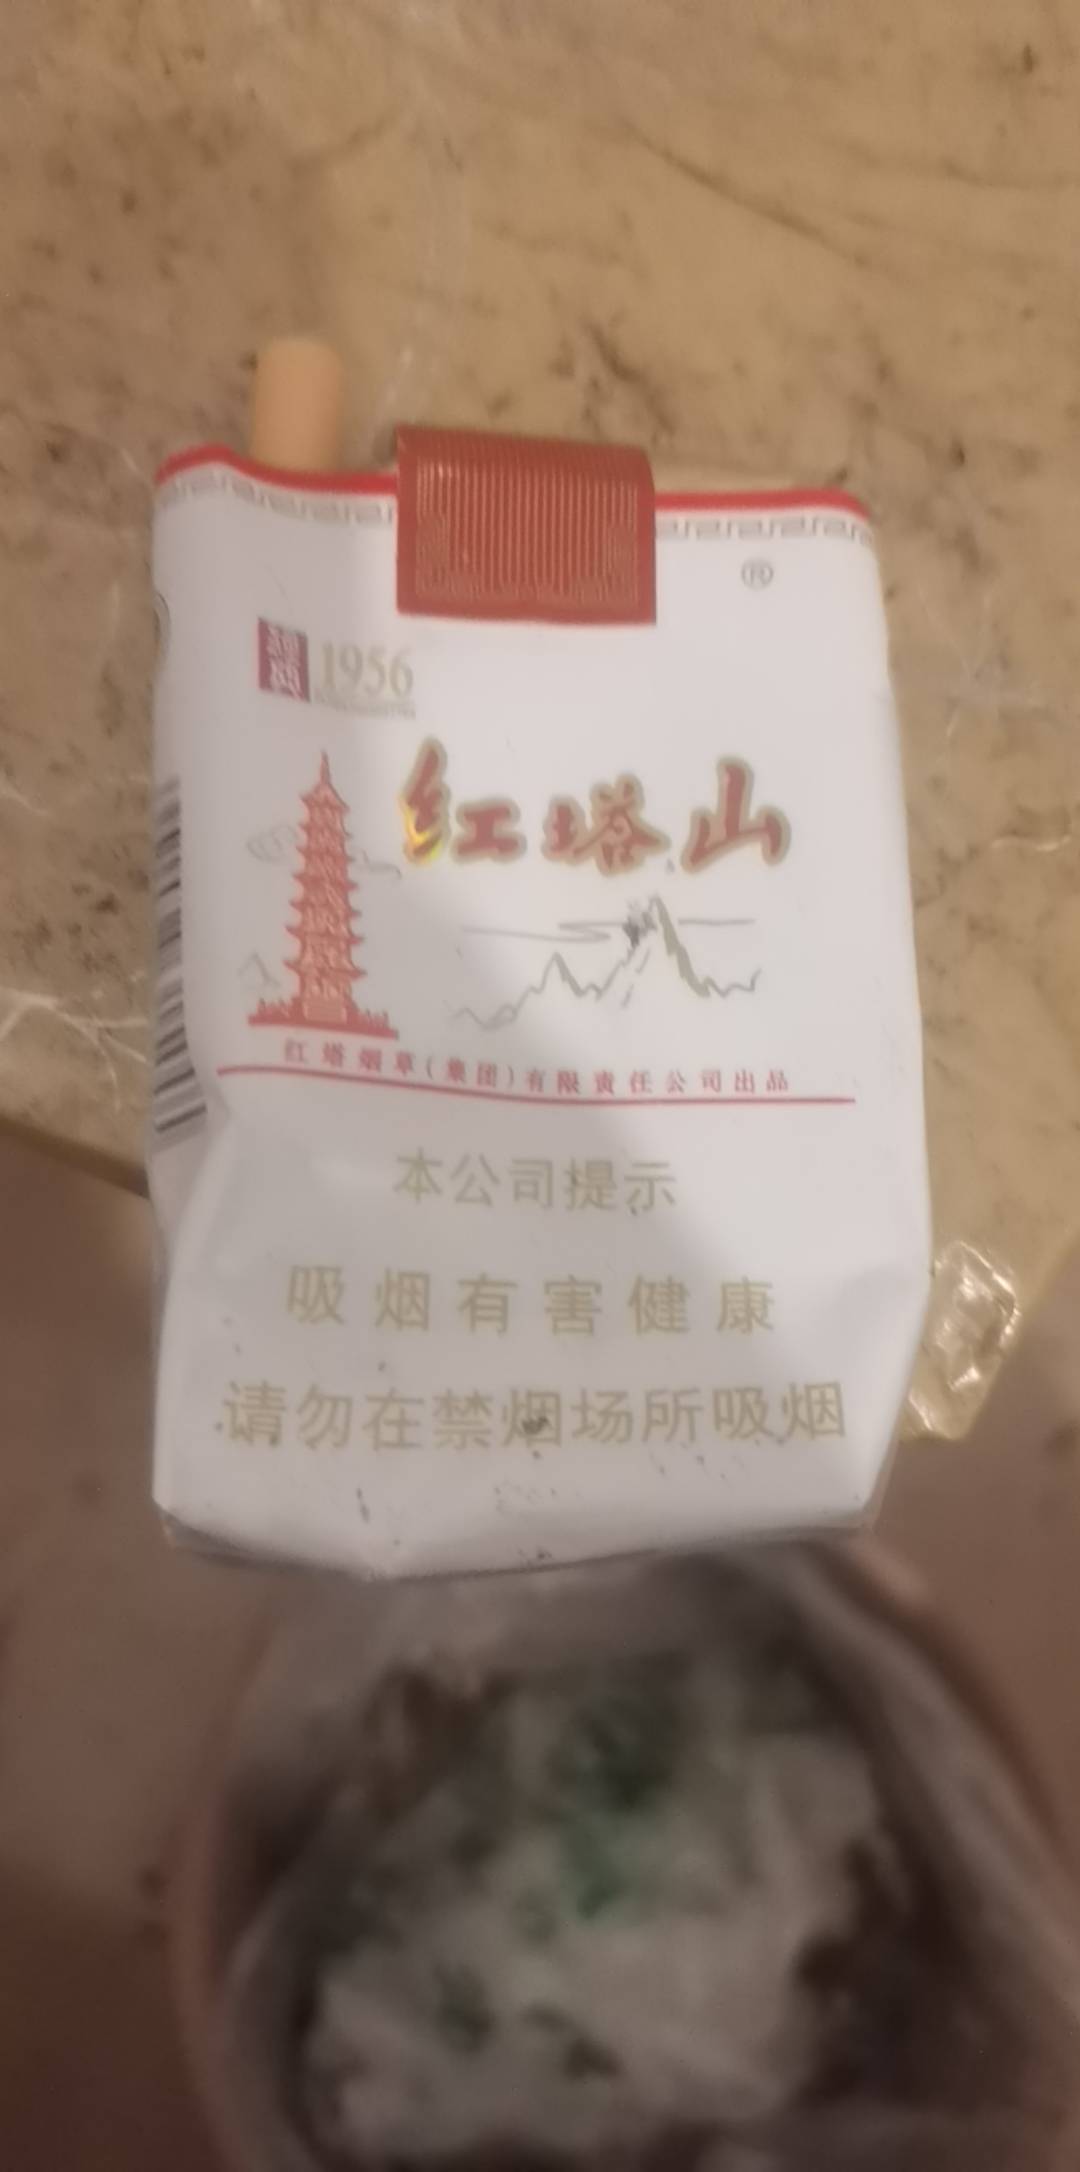 ®
1956
红塔山
红塔烟草(集团)有限责任公司出品
本公司提示
吸烟有害健康
请勿在禁烟场所吸烟